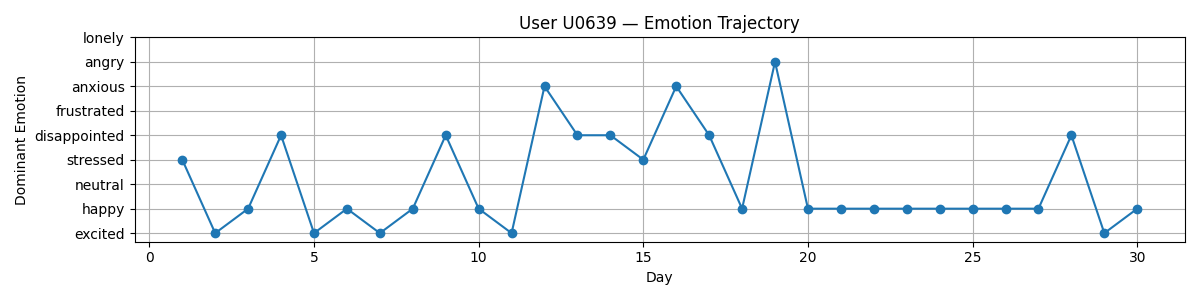 User U0639 — Emotion Trajectory
Dominant Emotion
lonely
angry
anxious
frustrated
disappointed
stressed
neutral
happy
excited
0 5 10 15 20 25 30
Day